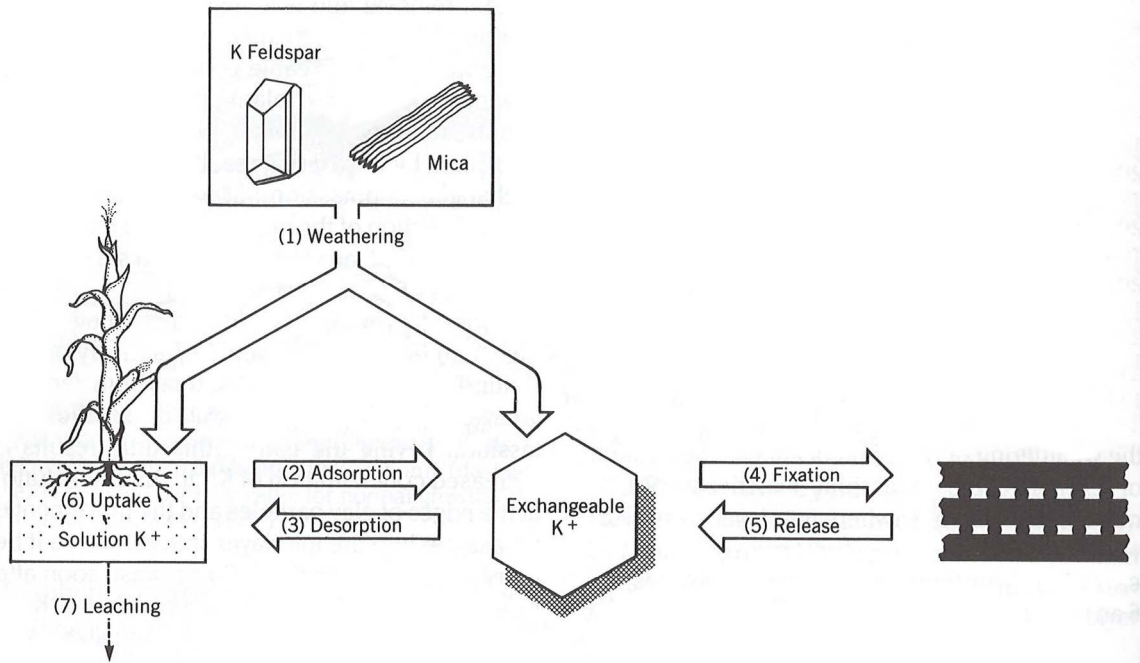 K Feldspar
Mica
(1) Weathering
(2) Adsorption
(3) Desorption
(4) Fixation
(5) Release
(6) Uptake
Solution K+
Exchangeable
K+
(7) Leaching